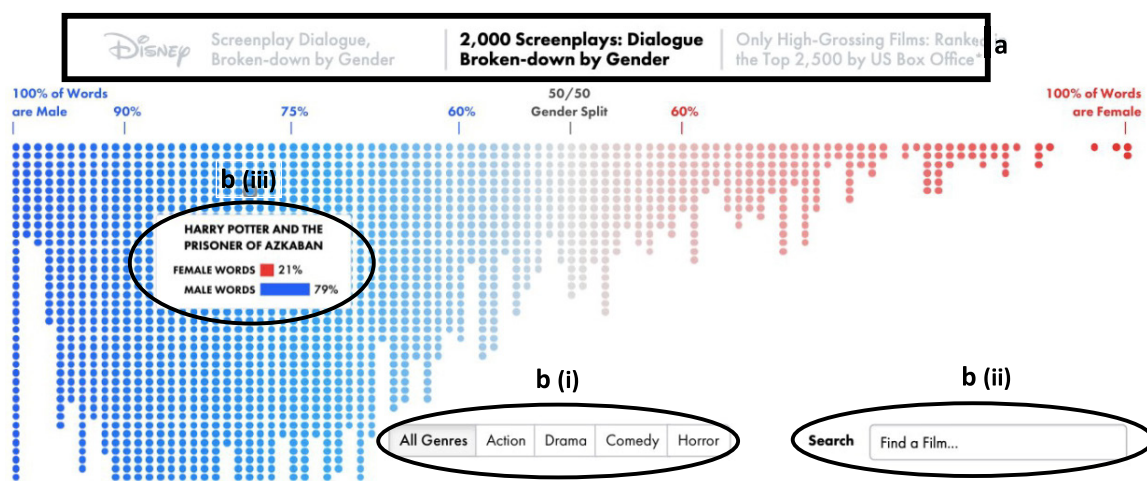 DISNEY
Screenplay Dialogue,
Broken-down by Gender
2,000 Screenplays: Dialogue
Broken-down by Gender
Only High-Grossing Films: Ranked in
the Top 2,500 by US Box Office*
a
100% of Words
are Male
90%
75%
60%
50/50
Gender Split
60%
100% of Words
are Female
b (iii)
HARRY POTTER AND THE
PRISONER OF AZKABAN
FEMALE WORDS 21%
MALE WORDS 79%
b (i)
All Genres Action Drama Comedy Horror
b (ii)
Search Find a Film...